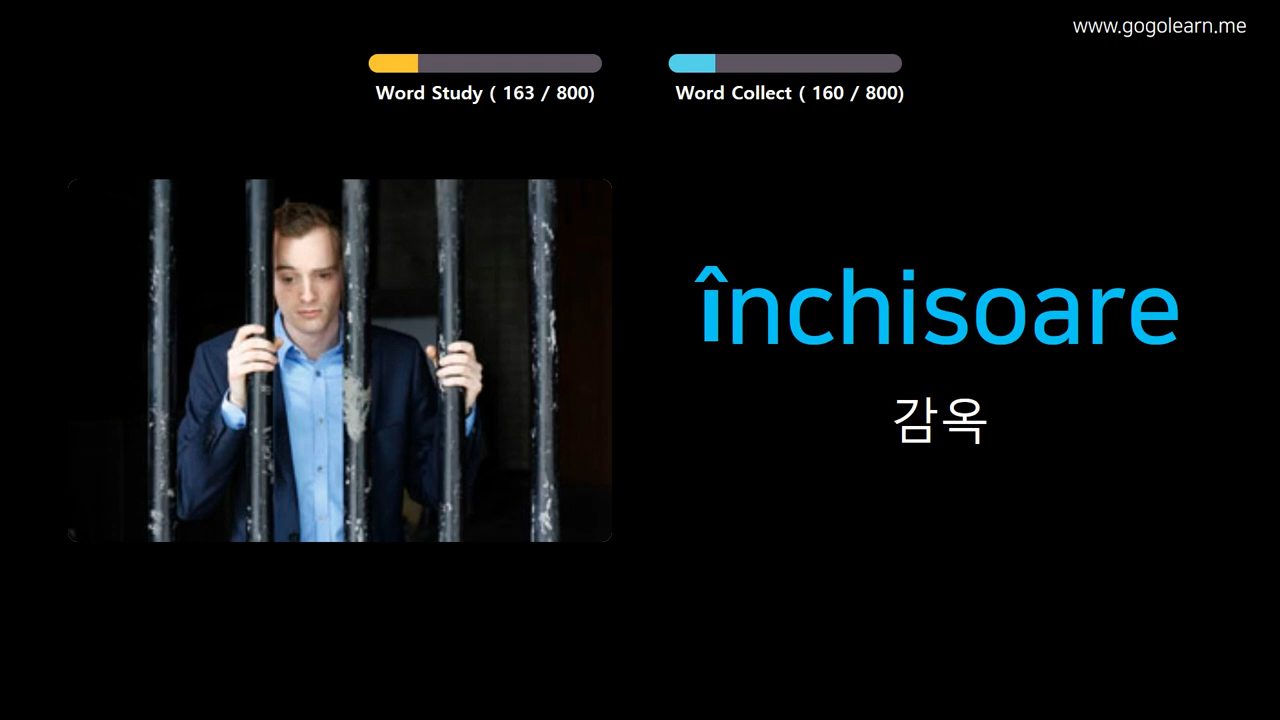 www.gogolearn.me
Word Study ( 163 / 800)
Word Collect ( 160 / 800)
închisoare
감옥